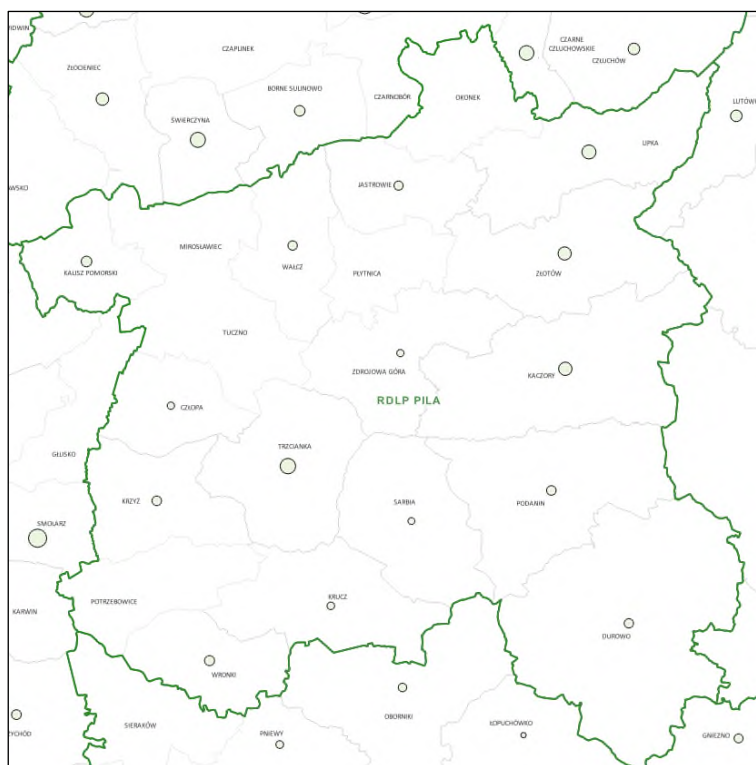 CZARNE
CZŁUCHOWSKIE
CZŁUCHÓW
CZAPLINEK
ZŁOCIENIEC
BORNE SULINOWO
CZARNOBÓR
OKONEK
ŚWIERCZYNA
LIPKA
JASTROWIE
MIROSŁAWIEC
WAŁCZ
PŁYTNICA
ZŁOTÓW
KALISZ POMORSKI
TUCZNO
ZDROJOWA GÓRA
KACZORY
RDLP PILA
CZŁOPA
GŁUSKO
TRZCIANKA
KRZYŻ
SARBIA
PODANIN
SMOLARZ
POTRZEBOWICE
KRUCZ
KARWIN
DUROWO
WRONKI
SIERAKÓW
OBORNIKI
ŁOPUCHÓWKO
PNIEWY
GNIEZNO